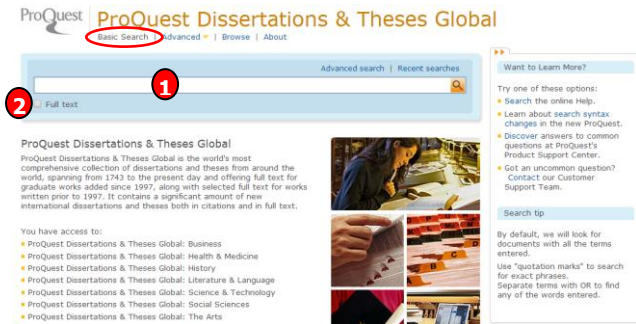 ProQuest
ProQuest Dissertations & Theses Global
Basic Search | Advanced | Browse | About
Advanced search | Recent searches
1
2
Full text
ProQuest Dissertations & Theses Global
ProQuest Dissertations & Theses Global is the world's most
comprehensive collection of dissertations and theses from around the
world, spanning from 1743 to the present day and offering full text for
graduate works added since 1997, along with selected full text for works
written prior to 1997. It contains a significant amount of new
international dissertations and theses both in citations and in full text.
You have access to:
ProQuest Dissertations & Theses Global: Business
ProQuest Dissertations & Theses Global: Health & Medicine
ProQuest Dissertations & Theses Global: History
ProQuest Dissertations & Theses Global: Literature & Language
ProQuest Dissertations & Theses Global: Science & Technology
ProQuest Dissertations & Theses Global: Social Sciences
ProQuest Dissertations & Theses Global: The Arts
Want to Learn More?
Try one of these options:
Search the online Help.
Learn about search syntax
changes in the new ProQuest.
Discover answers to common
questions at ProQuest's
Product Support Center.
Got an uncommon question?
Contact our Customer
Support Team.
Search tip
By default, we will look for
documents with all the terms
entered.
Use "quotation marks" to search
for exact phrases.
Separate terms with OR to find
any of the words entered.